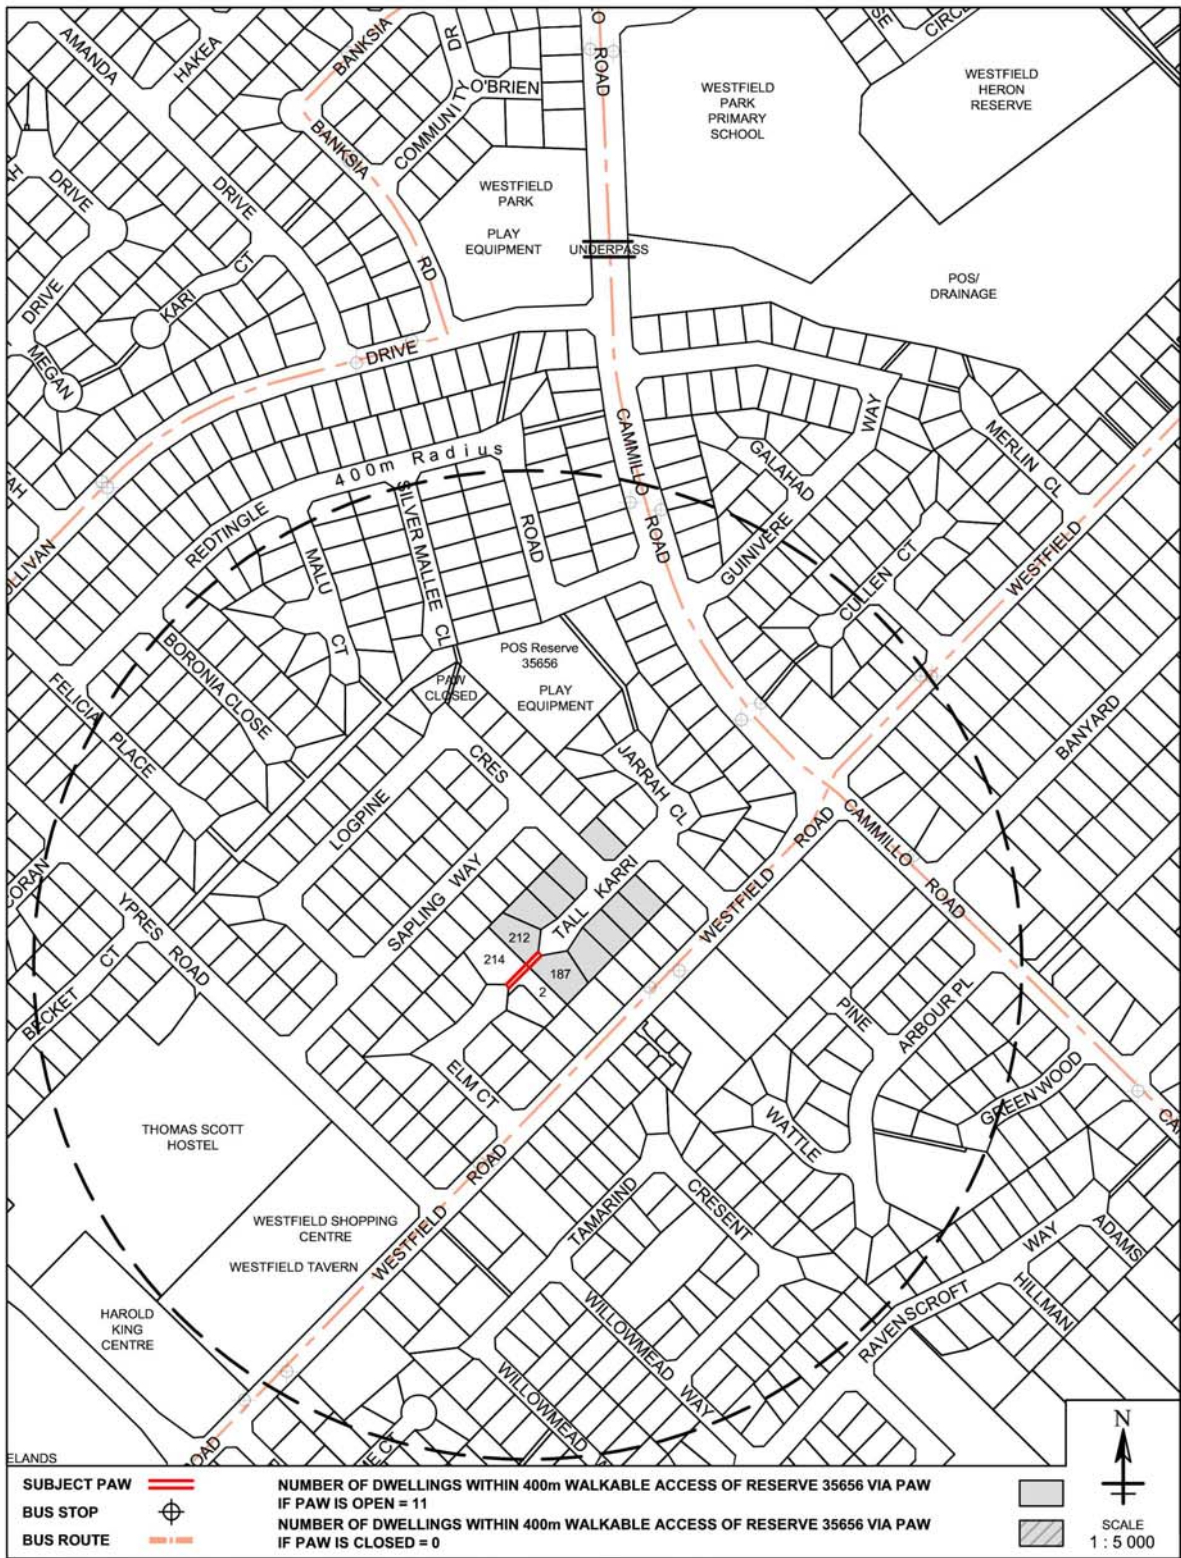 AMANDA
HAKEA
BANKSIA
DR
O'BRIEN
COMMUNITY
BANKSIA
ROAD
CIRCLE
WESTFIELD
PARK
PRIMARY
SCHOOL
WESTFIELD
HERON
RESERVE
DRIVE
DRIVE
WESTFIELD
PARK
PLAY
EQUIPMENT
UNDERPASS
RD
CT
KARI
DRIVE
POS/
DRAINAGE
MEGAN
DRIVE
WAY
MERLIN CL
CAMMILLO
ROAD
GALAHAD
400m Radius
REDTINGLE
SILVER MALLEE CL
ROAD
GUINIVERE
CULLEN CT
WESTFIELD
MALU
CT
BORONIA CLOSE
FELICIA
PLACE
PAW
CLOSED
POS Reserve
35656
PLAY
EQUIPMENT
BANYARD
CRES
JARRAH CL
LOGPINE
CAMMILLO
ROAD
WESTFIELD
ROAD
SAPLING WAY
TALL KARRI
YPRES
ROAD
BECKET
CT
212
214
187
2
ELM CT
PINE
ARBOUR PL
GREENWOOD
WATTLE
THOMAS SCOTT
HOSTEL
WESTFIELD
ROAD
TAMARIND
CRESENT
WESTFIELD SHOPPING
CENTRE
WESTFIELD TAVERN
HAROLD
KING
CENTRE
WILLOWMEAD
WAY
WILLOWMEAD
RAVENSCROFT
WAY
ADAMS
HILLMAN
ELANDS
N
SUBJECT PAW
BUS STOP
BUS ROUTE
NUMBER OF DWELLINGS WITHIN 400m WALKABLE ACCESS OF RESERVE 35656 VIA PAW
IF PAW IS OPEN = 11
NUMBER OF DWELLINGS WITHIN 400m WALKABLE ACCESS OF RESERVE 35656 VIA PAW
IF PAW IS CLOSED = 0
SCALE
1 : 5 000